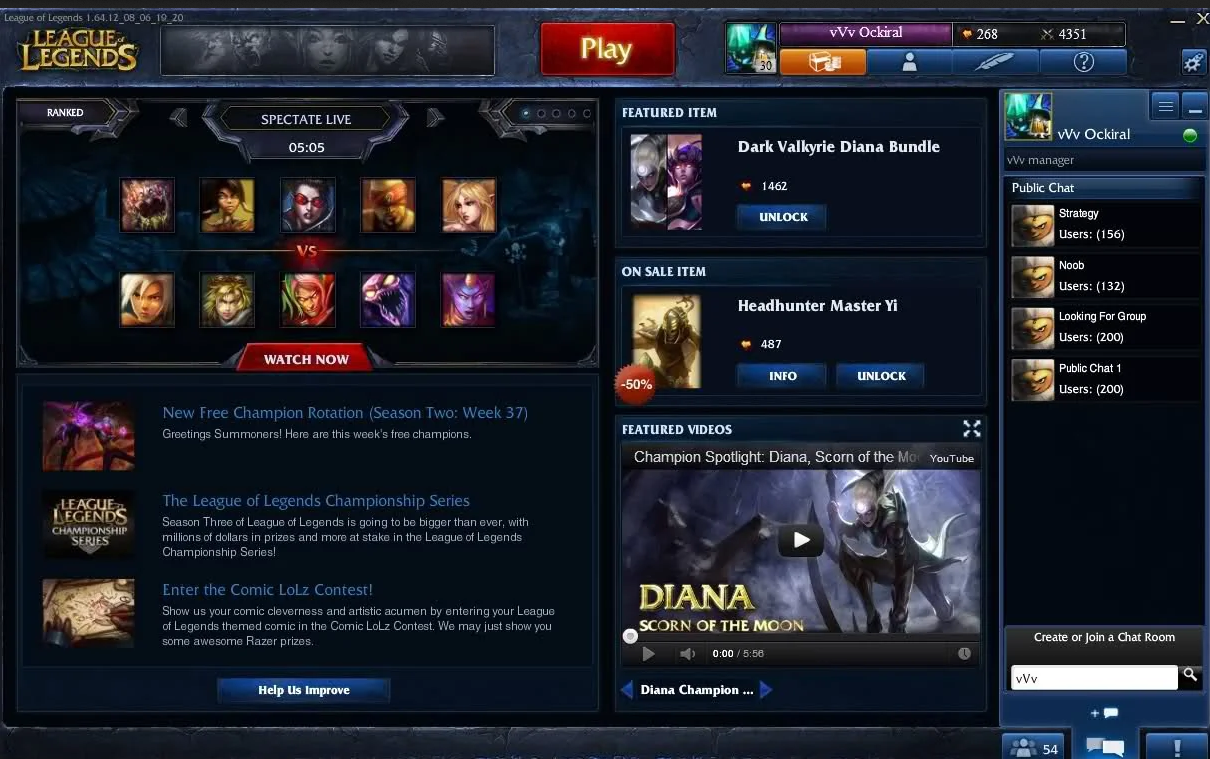 League of Legends 1.64.12_08_06_19_20
LEAGUE of LEGENDS
Play
30
vVv Ockiral
268
4351
RANKED
SPECTATE LIVE
05:05
VS
WATCH NOW
New Free Champion Rotation (Season Two: Week 37)
Greetings Summoners! Here are this week's free champions.
LEAGUE of LEGENDS
CHAMPIONSHIP
SERIES
The League of Legends Championship Series
Season Three of League of Legends is going to be bigger than ever, with
millions of dollars in prizes and more at stake in the League of Legends
Championship Series!
Enter the Comic LoLz Contest!
Show us your comic cleverness and artistic acumen by entering your League
of Legends themed comic in the Comic LoLz Contest. We may just show you
some awesome Razer prizes.
Help Us Improve
FEATURED ITEM
Dark Valkyrie Diana Bundle
1462
UNLOCK
ON SALE ITEM
Headhunter Master Yi
487
-50%
INFO
UNLOCK
FEATURED VIDEOS
Champion Spotlight: Diana, Scorn of the Mo
YouTube
DIANA
SCORN OF THE MOON
0:00 / 5:56
Diana Champion ...
vVv Ockiral
vVv manager
Public Chat
Strategy
Users: (156)
Noob
Users: (132)
Looking For Group
Users: (200)
Public Chat 1
Users: (200)
Create or Join a Chat Room
vVv
54